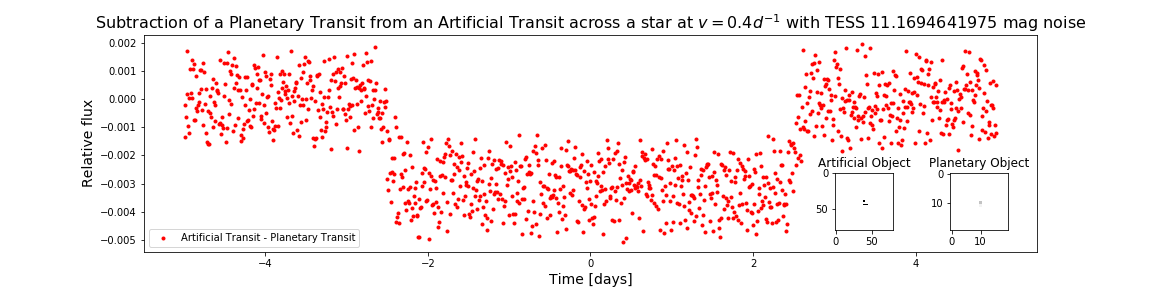 Subtraction of a Planetary Transit from an Artificial Transit across a star at v = 0.4d⁻¹ with TESS 11.1694641975 mag noise
0.002
0.001
0.000
−0.001
−0.002
−0.003
−0.004
−0.005
Relative flux
Artificial Transit - Planetary Transit
Artificial Object
0
50
0 50
Planetary Object
0
10
0 10
−4 −2 0 2 4
Time [days]